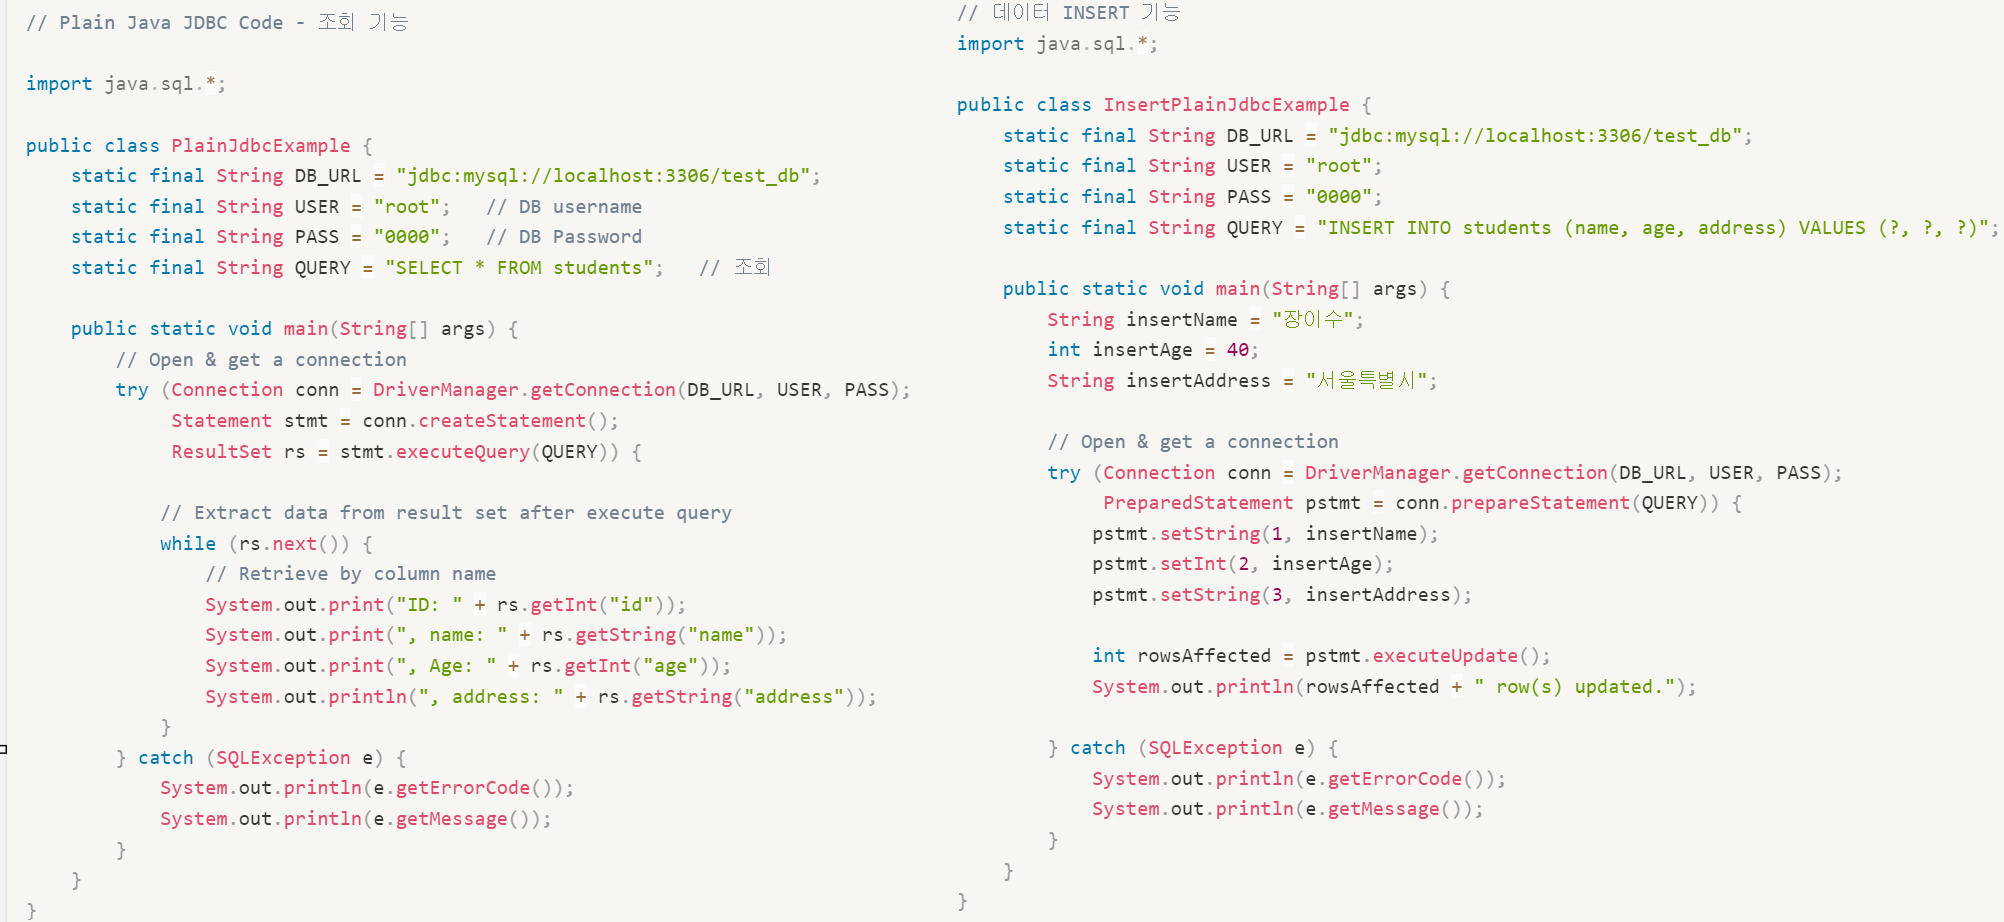 // Plain Java JDBC Code - 조회 기능
import java.sql.*;
public class PlainJdbcExample {
    static final String DB_URL = "jdbc:mysql://localhost:3306/test_db";
    static final String USER = "root";   // DB username
    static final String PASS = "0000";   // DB Password
    static final String QUERY = "SELECT * FROM students";   // 조회
    public static void main(String[] args) {
        // Open & get a connection
        try (Connection conn = DriverManager.getConnection(DB_URL, USER, PASS);
             Statement stmt = conn.createStatement();
             ResultSet rs = stmt.executeQuery(QUERY)) {
            // Extract data from result set after execute query
            while (rs.next()) {
                // Retrieve by column name
                System.out.print("ID: " + rs.getInt("id"));
                System.out.print(", name: " + rs.getString("name"));
                System.out.print(", Age: " + rs.getInt("age"));
                System.out.println(", address: " + rs.getString("address"));
            }
        } catch (SQLException e) {
            System.out.println(e.getErrorCode());
            System.out.println(e.getMessage());
        }
    }
}
// 데이터 INSERT 기능
import java.sql.*;
public class InsertPlainJdbcExample {
    static final String DB_URL = "jdbc:mysql://localhost:3306/test_db";
    static final String USER = "root";
    static final String PASS = "0000";
    static final String QUERY = "INSERT INTO students (name, age, address) VALUES (?, ?, ?)";
    public static void main(String[] args) {
        String insertName = "장이수";
        int insertAge = 40;
        String insertAddress = "서울특별시";
        // Open & get a connection
        try (Connection conn = DriverManager.getConnection(DB_URL, USER, PASS);
             PreparedStatement pstmt = conn.prepareStatement(QUERY)) {
            pstmt.setString(1, insertName);
            pstmt.setInt(2, insertAge);
            pstmt.setString(3, insertAddress);
            int rowsAffected = pstmt.executeUpdate();
            System.out.println(rowsAffected + " row(s) updated.");
        } catch (SQLException e) {
            System.out.println(e.getErrorCode());
            System.out.println(e.getMessage());
        }
    }
}